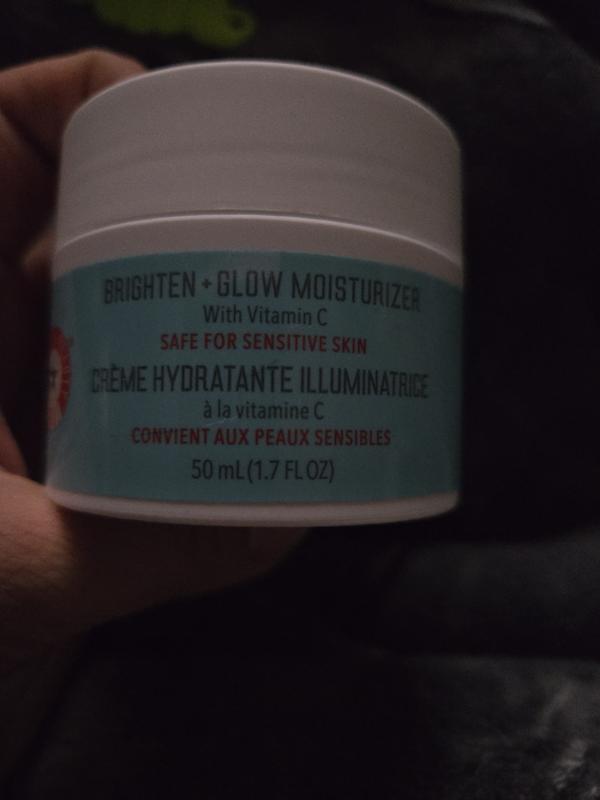 BRIGHTEN + GLOW MOISTURIZER
With Vitamin C
SAFE FOR SENSITIVE SKIN
CRÈME HYDRATANTE ILLUMINATRICE
à la vitamine C
CONVIENT AUX PEAUX SENSIBLES
50 mL (1.7 FL OZ)